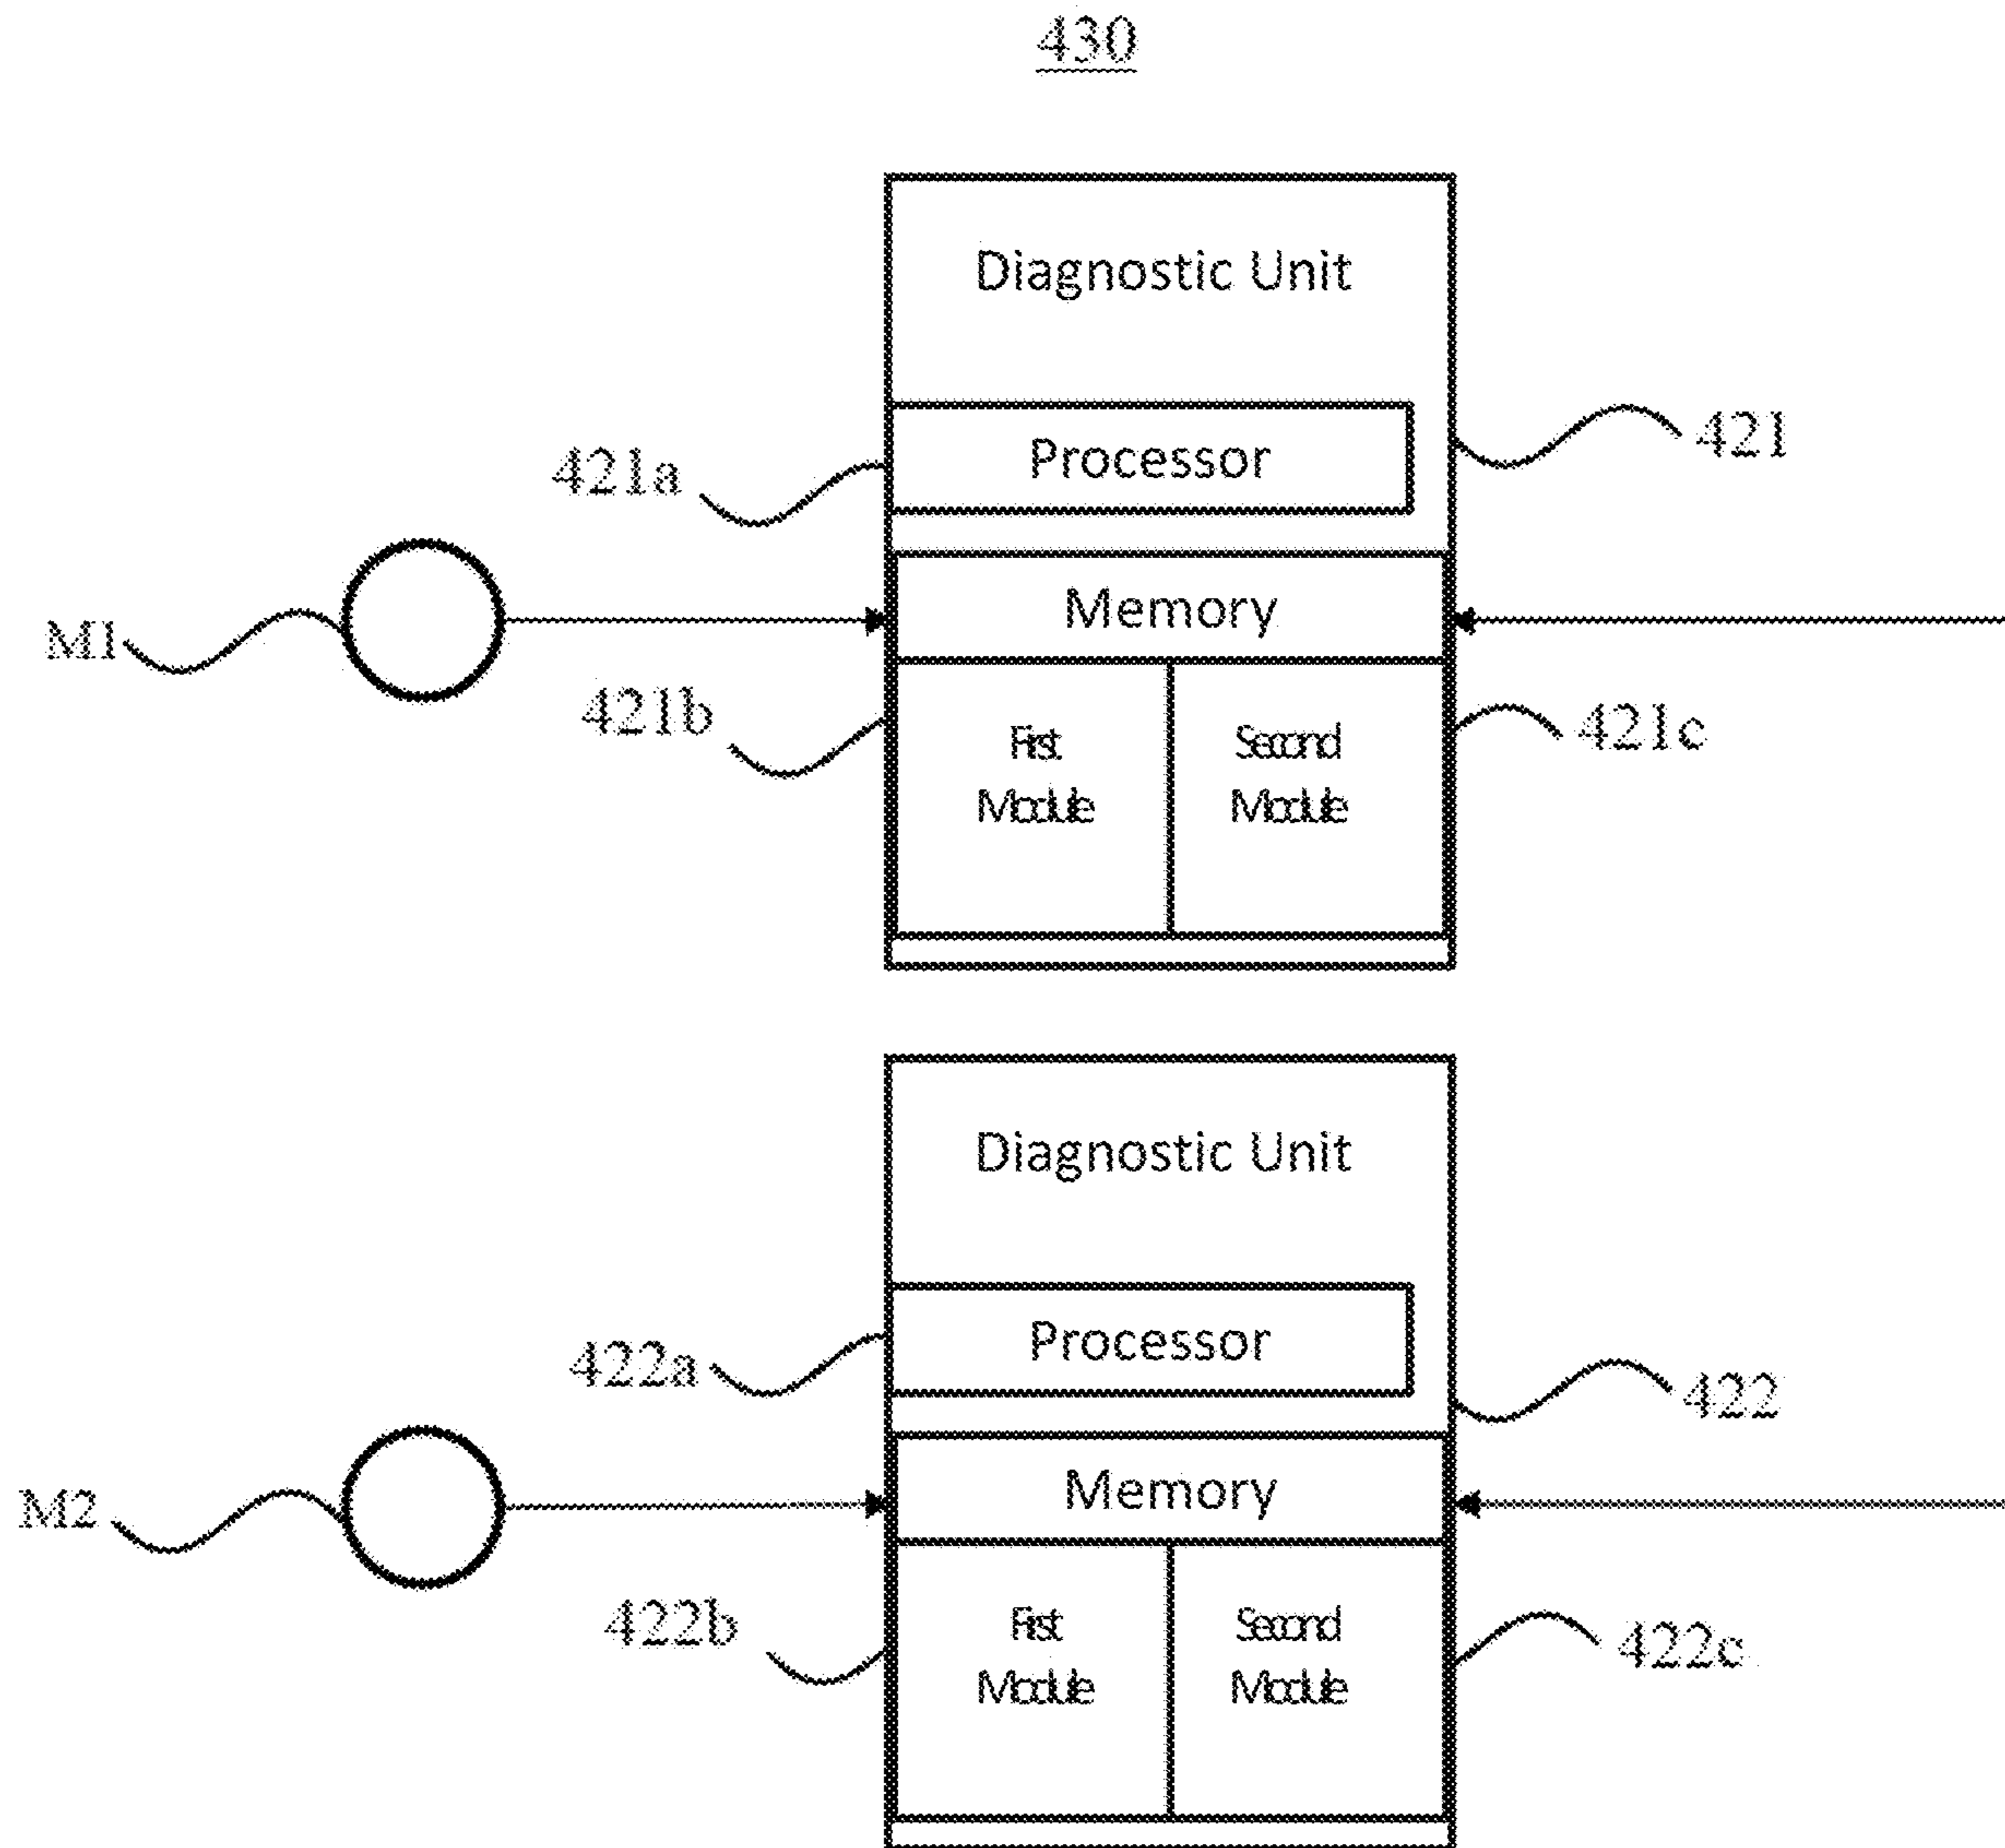 430
Diagnostic Unit
Processor
421a
421
Memory
M1
421b
First
Module
Second
Module
421c
Diagnostic Unit
Processor
422a
422
Memory
M2
422b
First
Module
Second
Module
422c